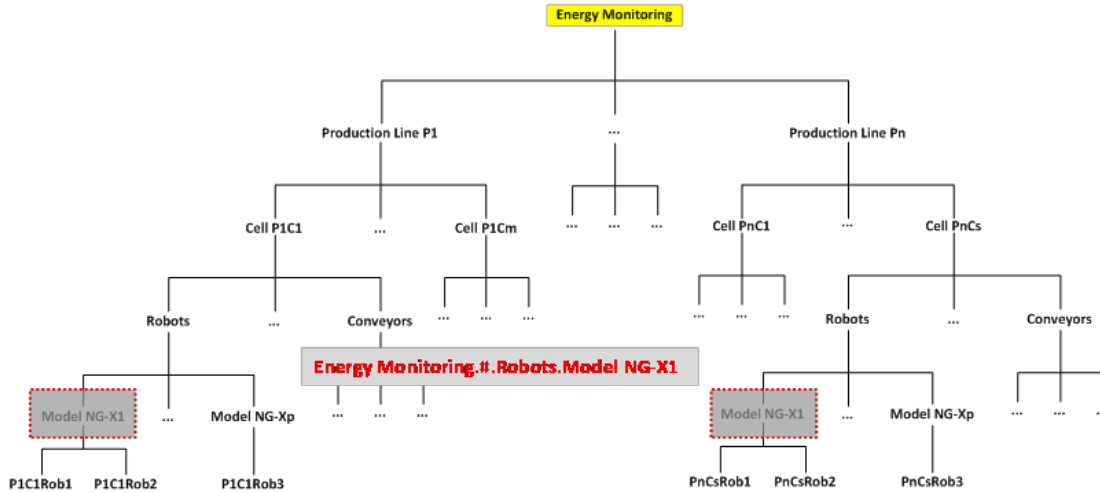 Energy Monitoring
Production Line P1 ... Production Line Pn
Cell P1C1 ... Cell P1Cm ... ... ... Cell PnC1 ... Cell PnCs
Robots ... Conveyors ... ... ... ... ... ... Robots ... Conveyors
Energy Monitoring.#.Robots.Model NG-X1
Model NG-X1 ... Model NG-Xp ... ... ... Model NG-X1 ... Model NG-Xp ... ... ...
P1C1Rob1 P1C1Rob2 P1C1Rob3 PnCsRob1 PnCsRob2 PnCsRob3